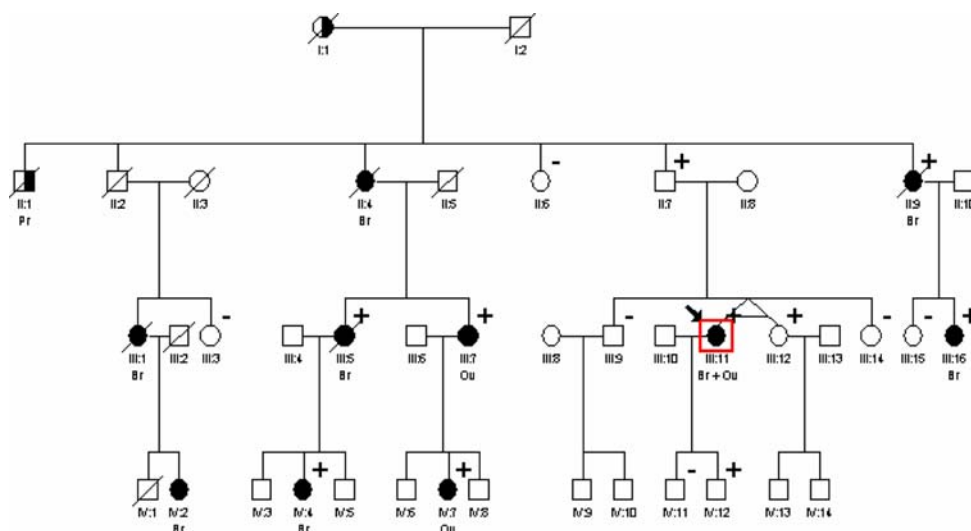 I:1 I:2
- + +
II:1 II:2 II:3 II:4 II:5 II:6 II:7 II:8 II:9 II:10
Pr Br Br
- + + - + - - +
III:1 III:2 III:3 III:4 III:5 III:6 III:7 III:8 III:9 III:10 III:11 III:12 III:13 III:14 III:15 III:16
Br Br Ou Br + Ou Br
+ + - +
IV:1 IV:2 IV:3 IV:4 IV:5 IV:6 IV:7 IV:8 IV:9 IV:10 IV:11 IV:12 IV:13 IV:14
Br Br Ou